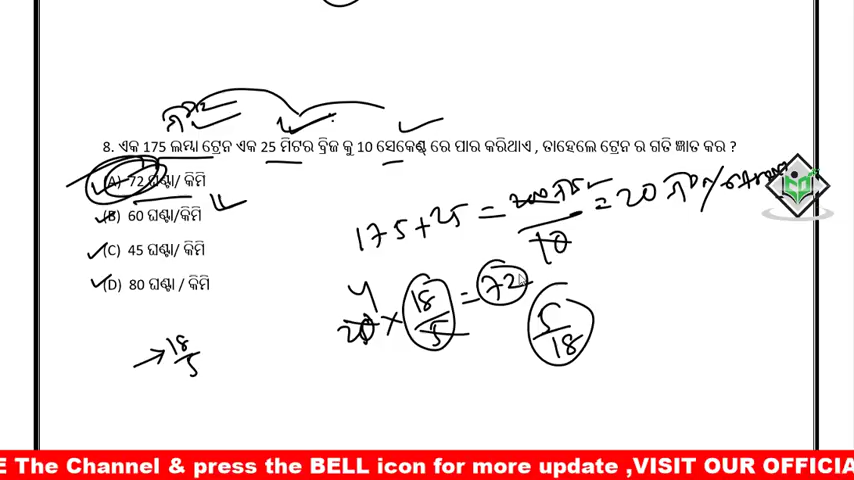 8. ଏକ 175 ଲମ୍ବା ଟ୍ରେନ ଏକ 25 ମିଟର ବ୍ରିଜ କୁ 10 ସେକେଣ୍ଡ୍ ରେ ପାର କରିଥାଏ , ତାହେଲେ ଟ୍ରେନ ର ଗତି ଜ୍ଞାତ କର ?
(A) 72 ଘଣ୍ଟା/ କିମି
(B) 60 ଘଣ୍ଟା/କିମି
(C) 45 ଘଣ୍ଟା/ କିମି
(D) 80 ଘଣ୍ଟା / କିମି
175+25 = 200 / 10 = 20
20 × 18/5 = 72
4
5/18
→ 18/5
E The Channel & press the BELL icon for more update ,VISIT OUR OFFICIA